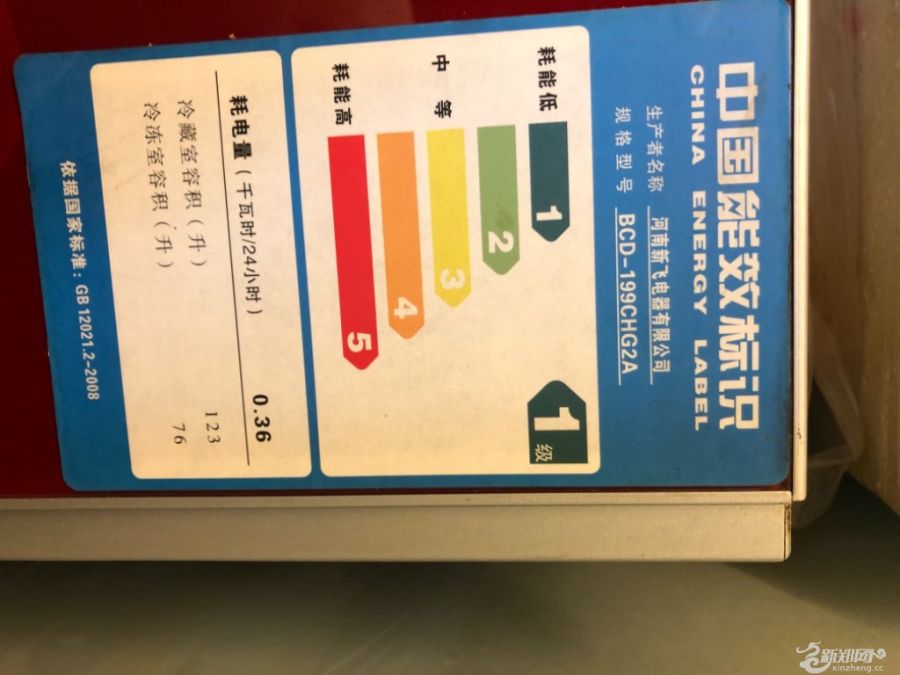 中国能效标识
CHINA ENERGY LABEL
生产者名称 河南新飞电器有限公司
规格型号 BCD-199CHG2A
耗能低
1
2
中等
3
4
耗能高
5
1级
耗电量(千瓦时/24小时) 0.36
冷藏室容积(升) 123
冷冻室容积(升) 76
依据国家标准:GB 12021.2-2008
新郑网
xinzheng.cc